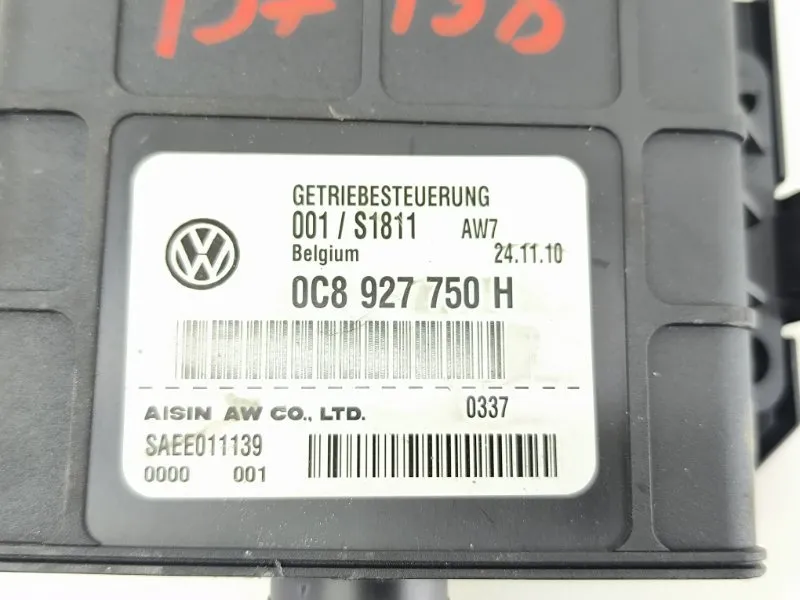 GETRIEBESTEUERUNG
001 / S1811 AW7
Belgium 24.11.10
0C8 927 750 H
AISIN AW CO., LTD. 0337
SAEE011139
0000 001